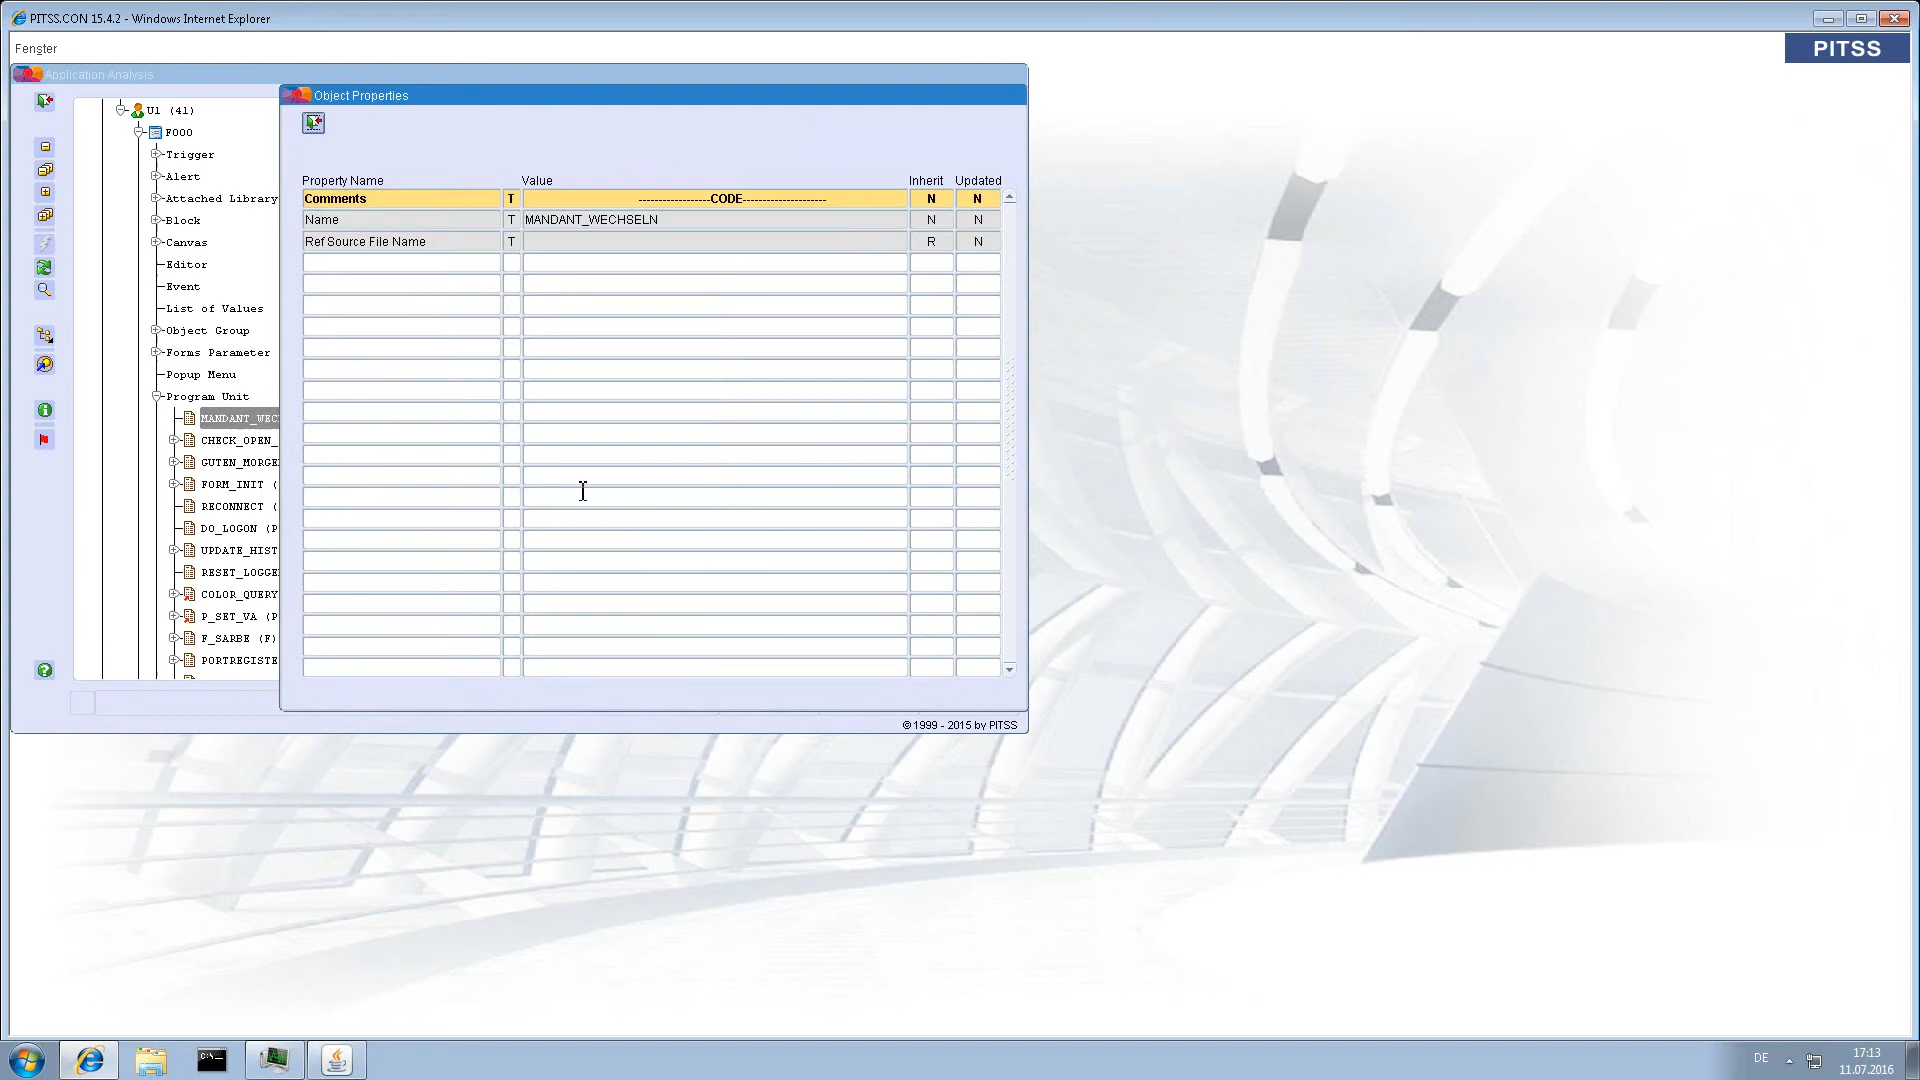 PITSS.CON 15.4.2 - Windows Internet Explorer
Fenster
PITSS
Application Analysis
Object Properties
U1 (41)
F000
Trigger
Alert
Attached Library
Block
Canvas
Editor
Event
List of Values
Object Group
Forms Parameter
Popup Menu
Program Unit
MANDANT_WEC
CHECK_OPEN_
GUTEN_MORGE
FORM_INIT (
RECONNECT (
DO_LOGON (P
UPDATE_HIST
RESET_LOGGE
COLOR_QUERY
P_SET_VA (P
F_SARBE (F)
PORTREGISTE
Property Name Value Inherit Updated
Comments T ------------------CODE--------------------- N N
Name T MANDANT_WECHSELN N N
Ref Source File Name T R N
© 1999 - 2015 by PITSS
DE
17:13
11.07.2016